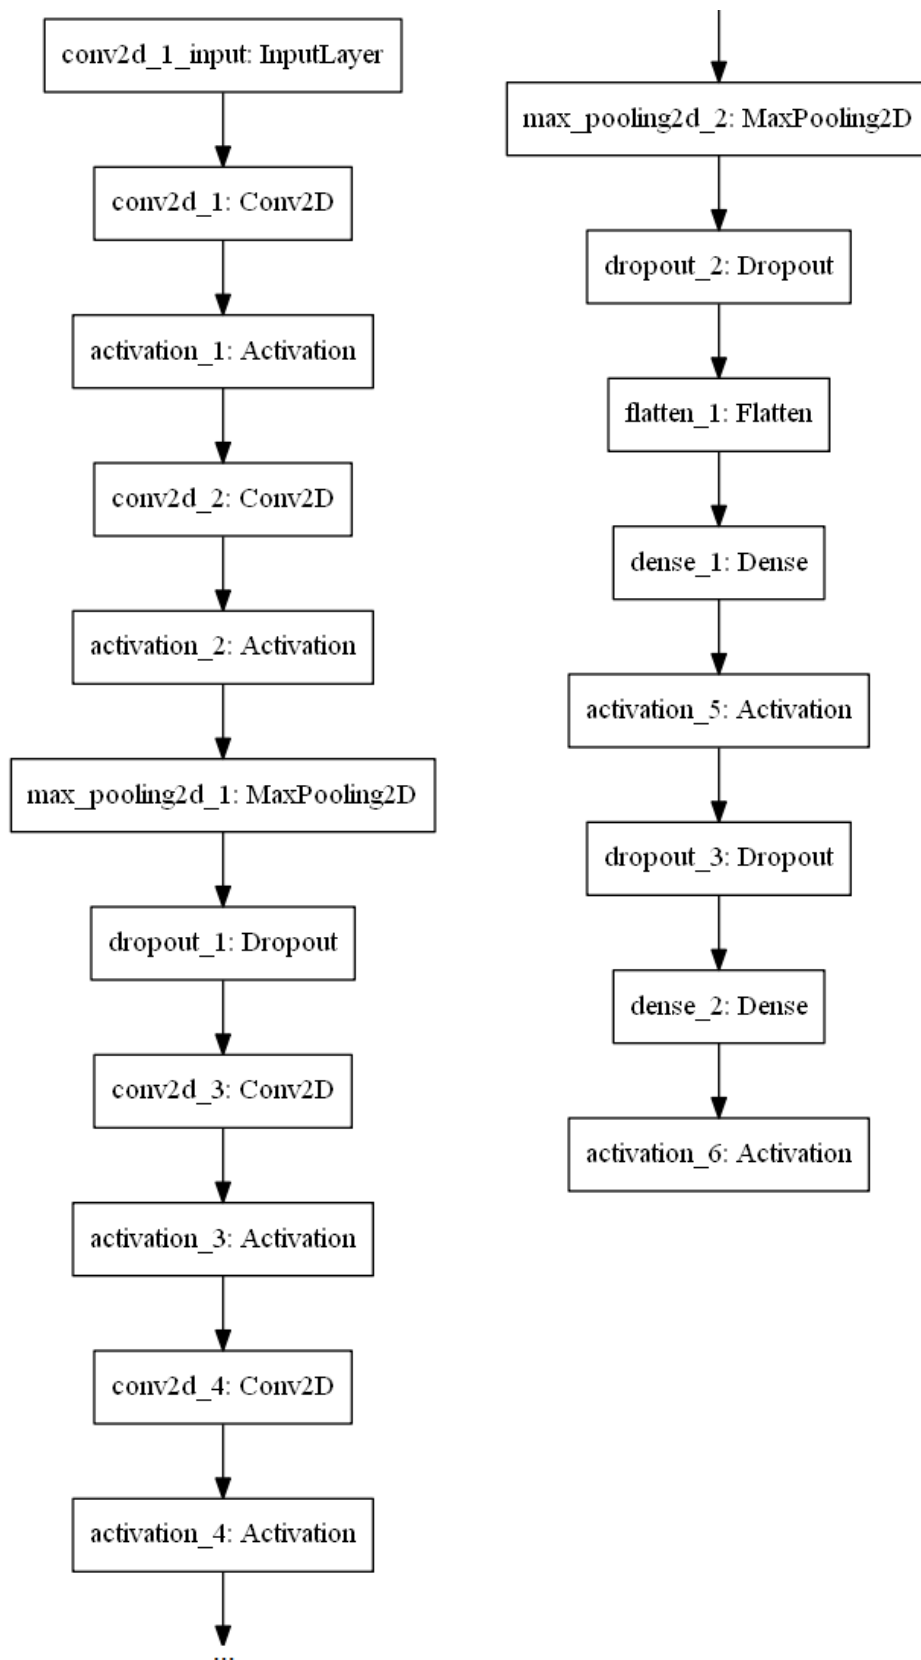 conv2d_1_input: InputLayer
conv2d_1: Conv2D
activation_1: Activation
conv2d_2: Conv2D
activation_2: Activation
max_pooling2d_1: MaxPooling2D
dropout_1: Dropout
conv2d_3: Conv2D
activation_3: Activation
conv2d_4: Conv2D
activation_4: Activation
...
max_pooling2d_2: MaxPooling2D
dropout_2: Dropout
flatten_1: Flatten
dense_1: Dense
activation_5: Activation
dropout_3: Dropout
dense_2: Dense
activation_6: Activation